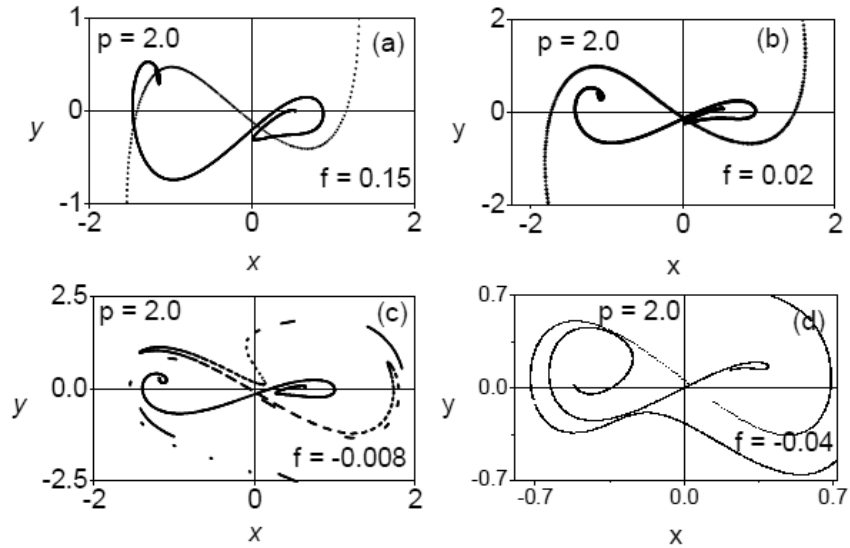 1
p = 2.0
(a)
y
0
f = 0.15
-1
-2
0
2
x
2
p = 2.0
(b)
y
0
f = 0.02
-2
-2
0
2
x
2.5
p = 2.0
(c)
y
0.0
f = -0.008
-2.5
-2
0
2
x
0.7
p = 2.0
(d)
y
0.0
f = -0.04
-0.7
-0.7
0.0
0.7
x